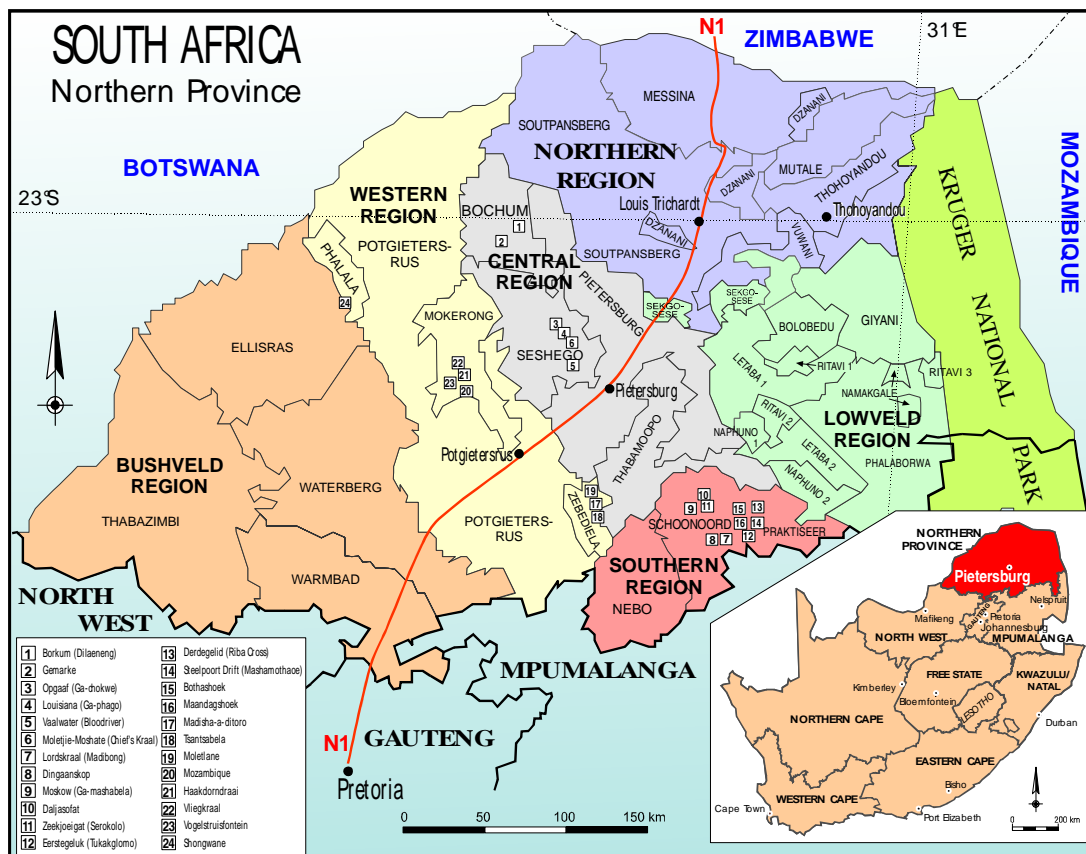 SOUTH AFRICA
Northern Province
N1
ZIMBABWE
31°E
BOTSWANA
MOZAMBIQUE
23°S
MESSINA
DZANANI
SOUTPANSBERG
NORTHERN
REGION
MUTALE
DZANANI
THOHOYANDOU
Louis Trichardt
Thohoyandou
DZANANI
VUWANI
SOUTPANSBERG
KRUGER
NATIONAL
PARK
WESTERN
REGION
POTGIETERS-
RUS
PHALALA
24
MOKERONG
22
21
23
20
Potgietersrus
POTGIETERS-
RUS
ZEBEDIELA
19
17
18
BOCHUM
1
2
CENTRAL
REGION
PIETERSBURG
3
4
6
SESHEGO
5
Pietersburg
THABAMOOPO
SEKGO-
SESE
SEKGO-
SESE
BOLOBEDU
GIYANI
LETABA 1
RITAVI 1
RITAVI 3
NAMAKGALE
RITAVI 2
NAPHUNO
1
LOWVELD
REGION
LETABA 2
PHALABORWA
NAPHUNO 2
ELLISRAS
BUSHVELD
REGION
WATERBERG
THABAZIMBI
WARMBAD
10
9
11
15
13
SCHOONOORD
16
14
8
7
12
PRAKTISEER
SOUTHERN
REGION
NEBO
NORTH
WEST
MPUMALANGA
GAUTENG
N1
Pretoria
0 50 100 150 km
1 Borkum (Dilaeneng)
2 Gemarke
3 Opgaaf (Ga-chokwe)
4 Louisiana (Ga-phago)
5 Vaalwater (Bloodriver)
6 Moletjie-Moshate (Chief's Kraal)
7 Lordskraal (Madibong)
8 Dingaanskop
9 Moskow (Ga-mashabela)
10 Daljasofat
11 Zeekjoeigat (Serokolo)
12 Eerstegeluk (Tukakglomo)
13 Derdegelid (Riba Cross)
14 Steelpoort Drift (Mashamothace)
15 Bothashoek
16 Maandagshoek
17 Madisha-a-ditoro
18 Tsantsabela
19 Moletlane
20 Mozambique
21 Haakdorndraai
22 Vliegkraal
23 Vogelstruisfontein
24 Shongwane
NORTHERN
PROVINCE
Pietersburg
Nelspruit
Mafikeng
GAUTENG
Pretoria
Johannesburg
NORTH WEST
MPUMALANGA
FREE STATE
KWAZULU/
NATAL
Kimberley
Bloemfontein
LESOTHO
Durban
NORTHERN CAPE
EASTERN CAPE
Bisho
WESTERN CAPE
Cape Town
Port Elizabeth
0 200 km